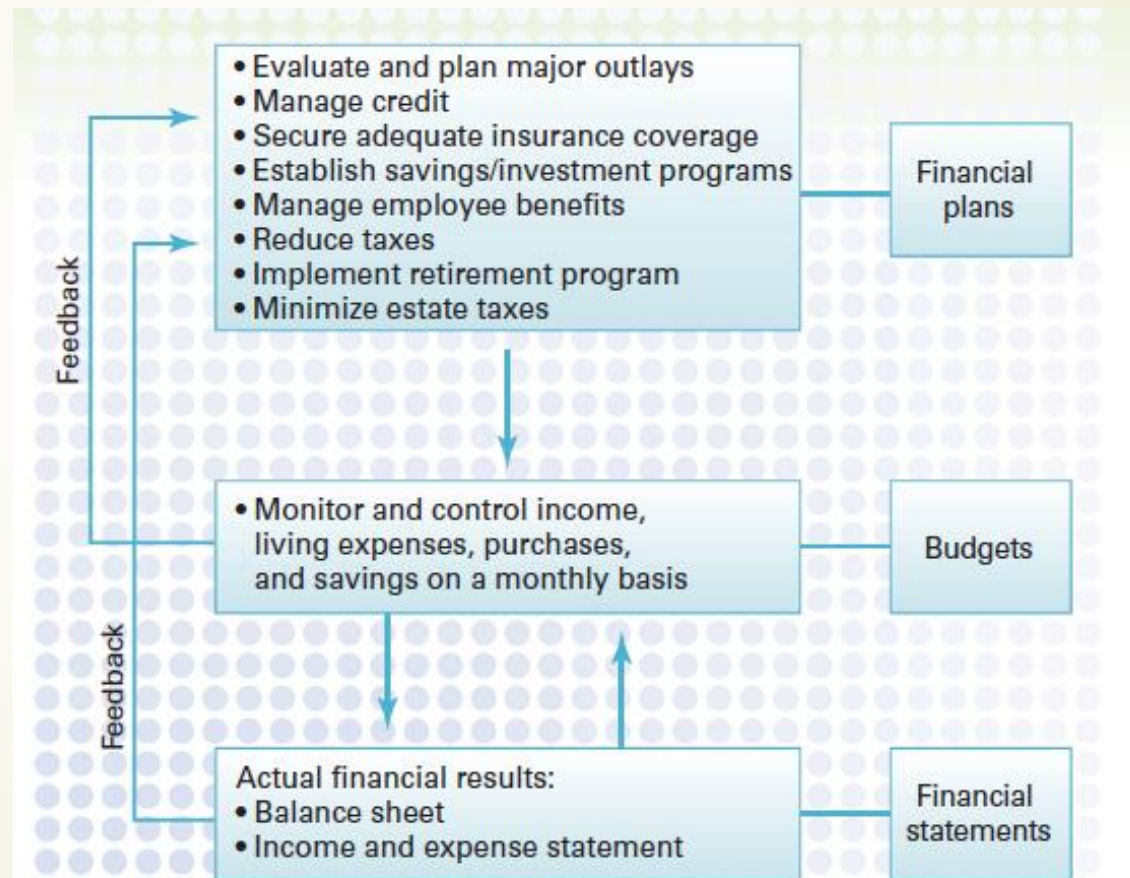 • Evaluate and plan major outlays
• Manage credit
• Secure adequate insurance coverage
• Establish savings/investment programs
• Manage employee benefits
• Reduce taxes
• Implement retirement program
• Minimize estate taxes
Financial
plans
Feedback
• Monitor and control income,
living expenses, purchases,
and savings on a monthly basis
Budgets
Feedback
Actual financial results:
• Balance sheet
• Income and expense statement
Financial
statements